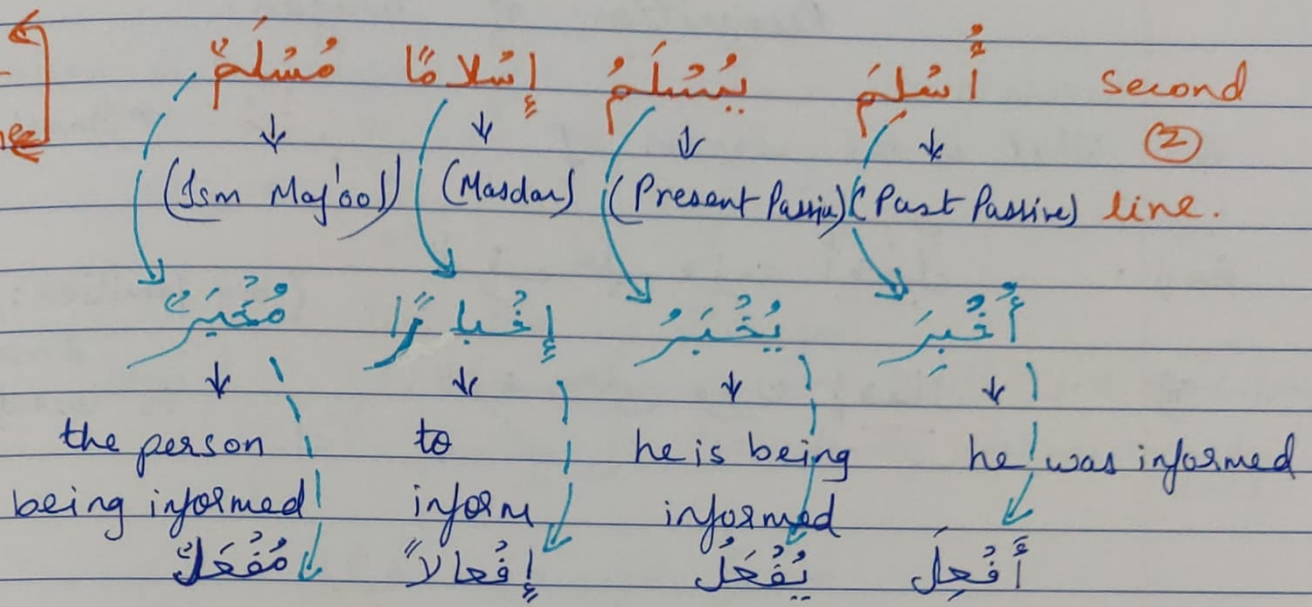 أُسْلِمَ يُسْلَمُ إِسْلَامًا مُسْلَمٌ second
②
(Ism Maf'ool) (Masdar) (Present Passive) (Past Passive) line.
أُخْبِرَ يُخْبَرُ إِخْبَارًا مُخْبَرٌ
the person to he is being he was informed
being informed inform informed
أُفْعِلَ يُفْعَلُ إِفْعَالاً مُفْعَلٌ